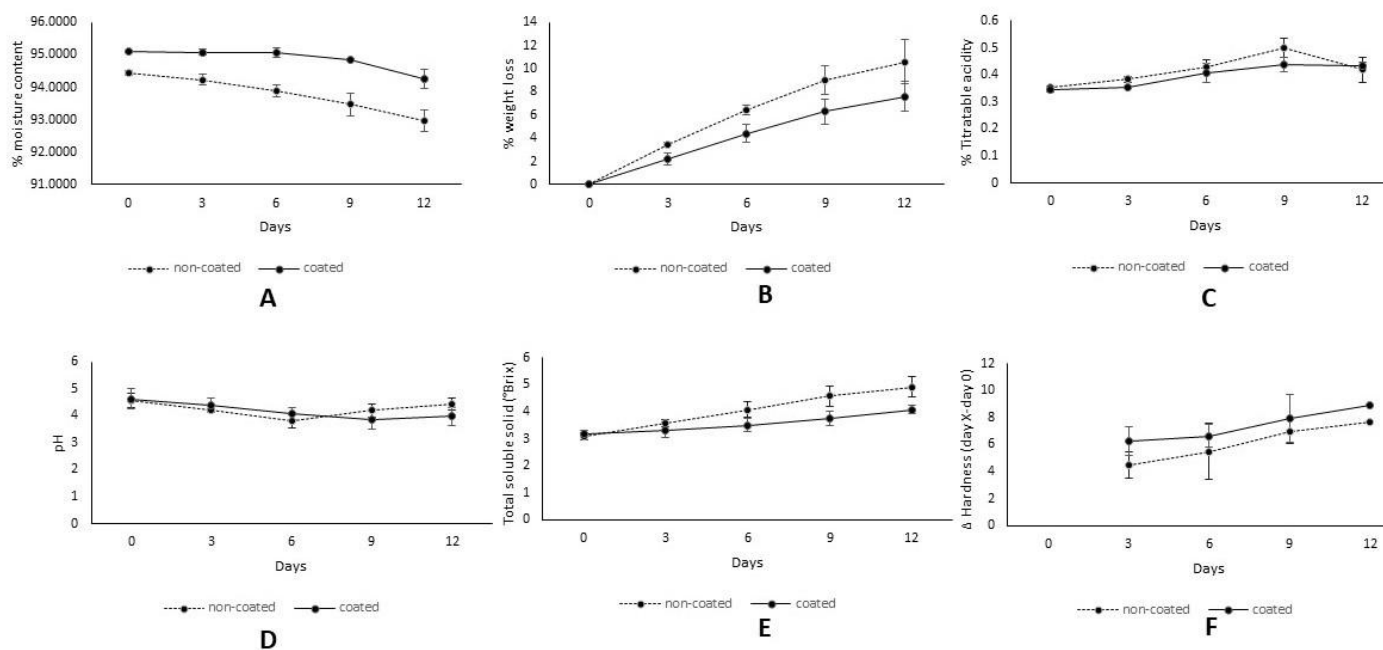 % moisture content
96.0000
95.0000
94.0000
93.0000
92.0000
91.0000
0 3 6 9 12
Days
non-coated coated
A
% weight loss
14
12
10
8
6
4
2
0
0 3 6 9 12
Days
non-coated coated
B
% Titratable acidity
0.6
0.5
0.4
0.3
0.2
0.1
0
0 3 6 9 12
Days
non-coated coated
C
pH
6
5
4
3
2
1
0
0 3 6 9 12
Days
non-coated coated
D
Total soluble solid (°Brix)
6
5
4
3
2
1
0
0 3 6 9 12
Days
non-coated coated
E
Δ Hardness (day X-day 0)
12
10
8
6
4
2
0
0 3 6 9 12
Days
non-coated coated
F